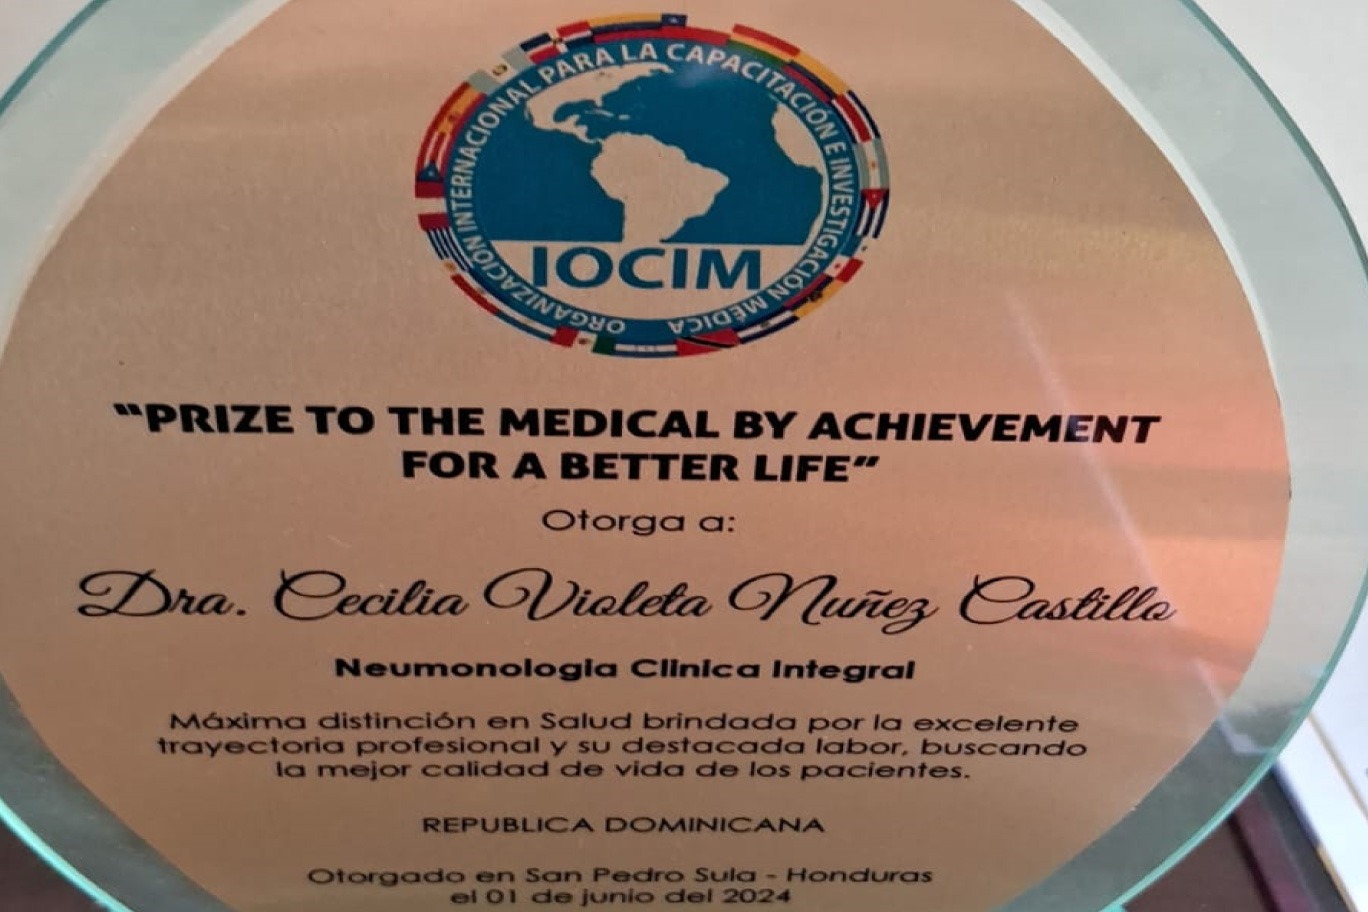 ORGANIZACIÓN INTERNACIONAL PARA LA CAPACITACIÓN E INVESTIGACIÓN MÉDICA
IOCIM
"PRIZE TO THE MEDICAL BY ACHIEVEMENT
FOR A BETTER LIFE"
Otorga a:
Dra. Cecilia Violeta Nuñez Castillo
Neumonologia Clinica Integral
Máxima distinción en Salud brindada por la excelente
trayectoria profesional y su destacada labor, buscando
la mejor calidad de vida de los pacientes.
REPUBLICA DOMINICANA
Otorgado en San Pedro Sula - Honduras
el 01 de junio del 2024